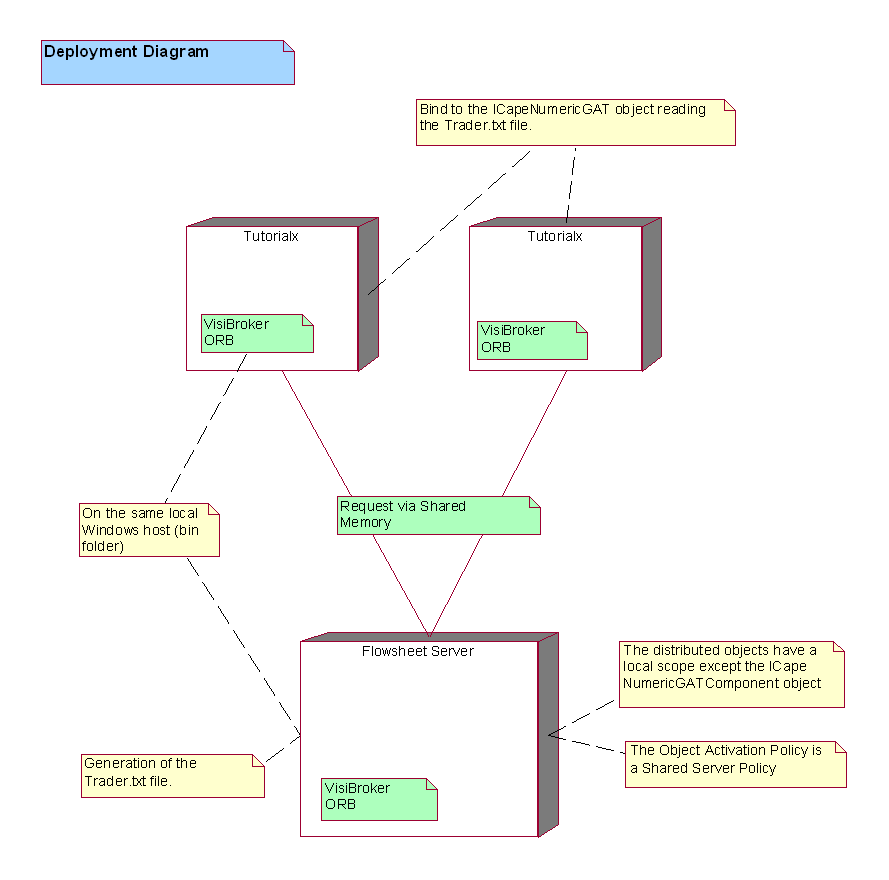 Deployment Diagram
Bind to the ICapeNumericGAT object reading
the Trader.txt file.
Tutorialx
VisiBroker
ORB
Tutorialx
VisiBroker
ORB
On the same local
Windows host (bin
folder)
Request via Shared
Memory
Flowsheet Server
VisiBroker
ORB
Generation of the
Trader.txt file.
The distributed objects have a
local scope except the ICape
NumericGATComponent object
The Object Activation Policy is
a Shared Server Policy